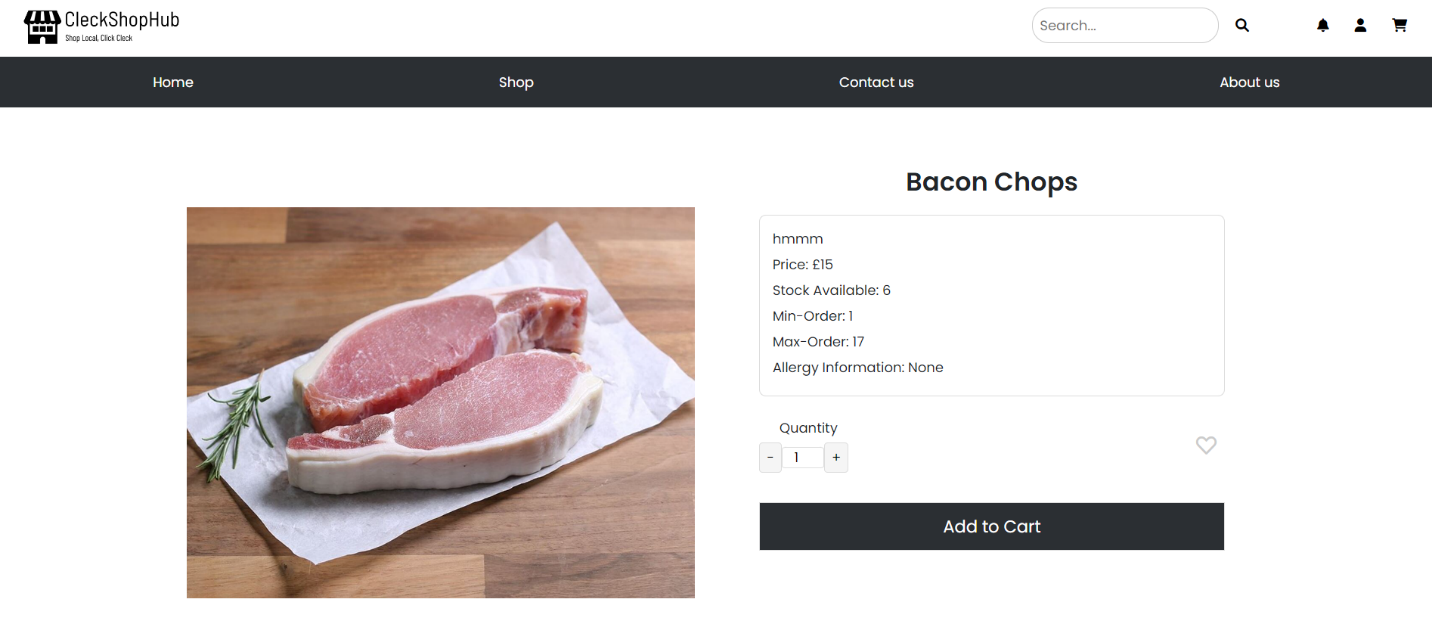 CleckShopHub
Shop Local, Click Cleck
Search...
Home
Shop
Contact us
About us
Bacon Chops
hmmm
Price: £15
Stock Available: 6
Min-Order: 1
Max-Order: 17
Allergy Information: None
Quantity
- 1 +
Add to Cart